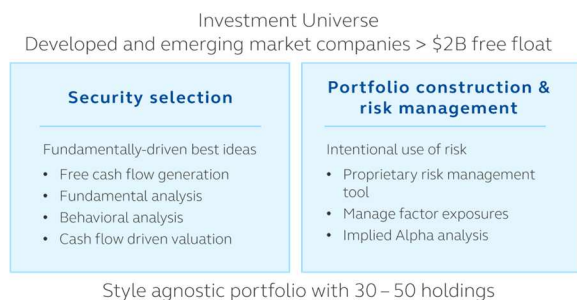 Investment Universe
Developed and emerging market companies > $2B free float
Security selection
Fundamentally-driven best ideas
• Free cash flow generation
• Fundamental analysis
• Behavioral analysis
• Cash flow driven valuation
Portfolio construction &
risk management
Intentional use of risk
• Proprietary risk management
tool
• Manage factor exposures
• Implied Alpha analysis
Style agnostic portfolio with 30 – 50 holdings